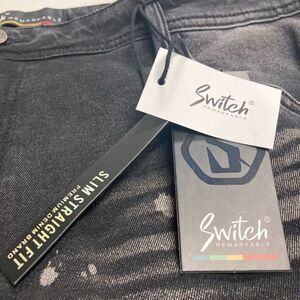 REMARKABLE
Switch
REMARKABLE
SLIM STRAIGHT FIT
PREMIUM DENIM BRAND
Switch
REMARKABLE